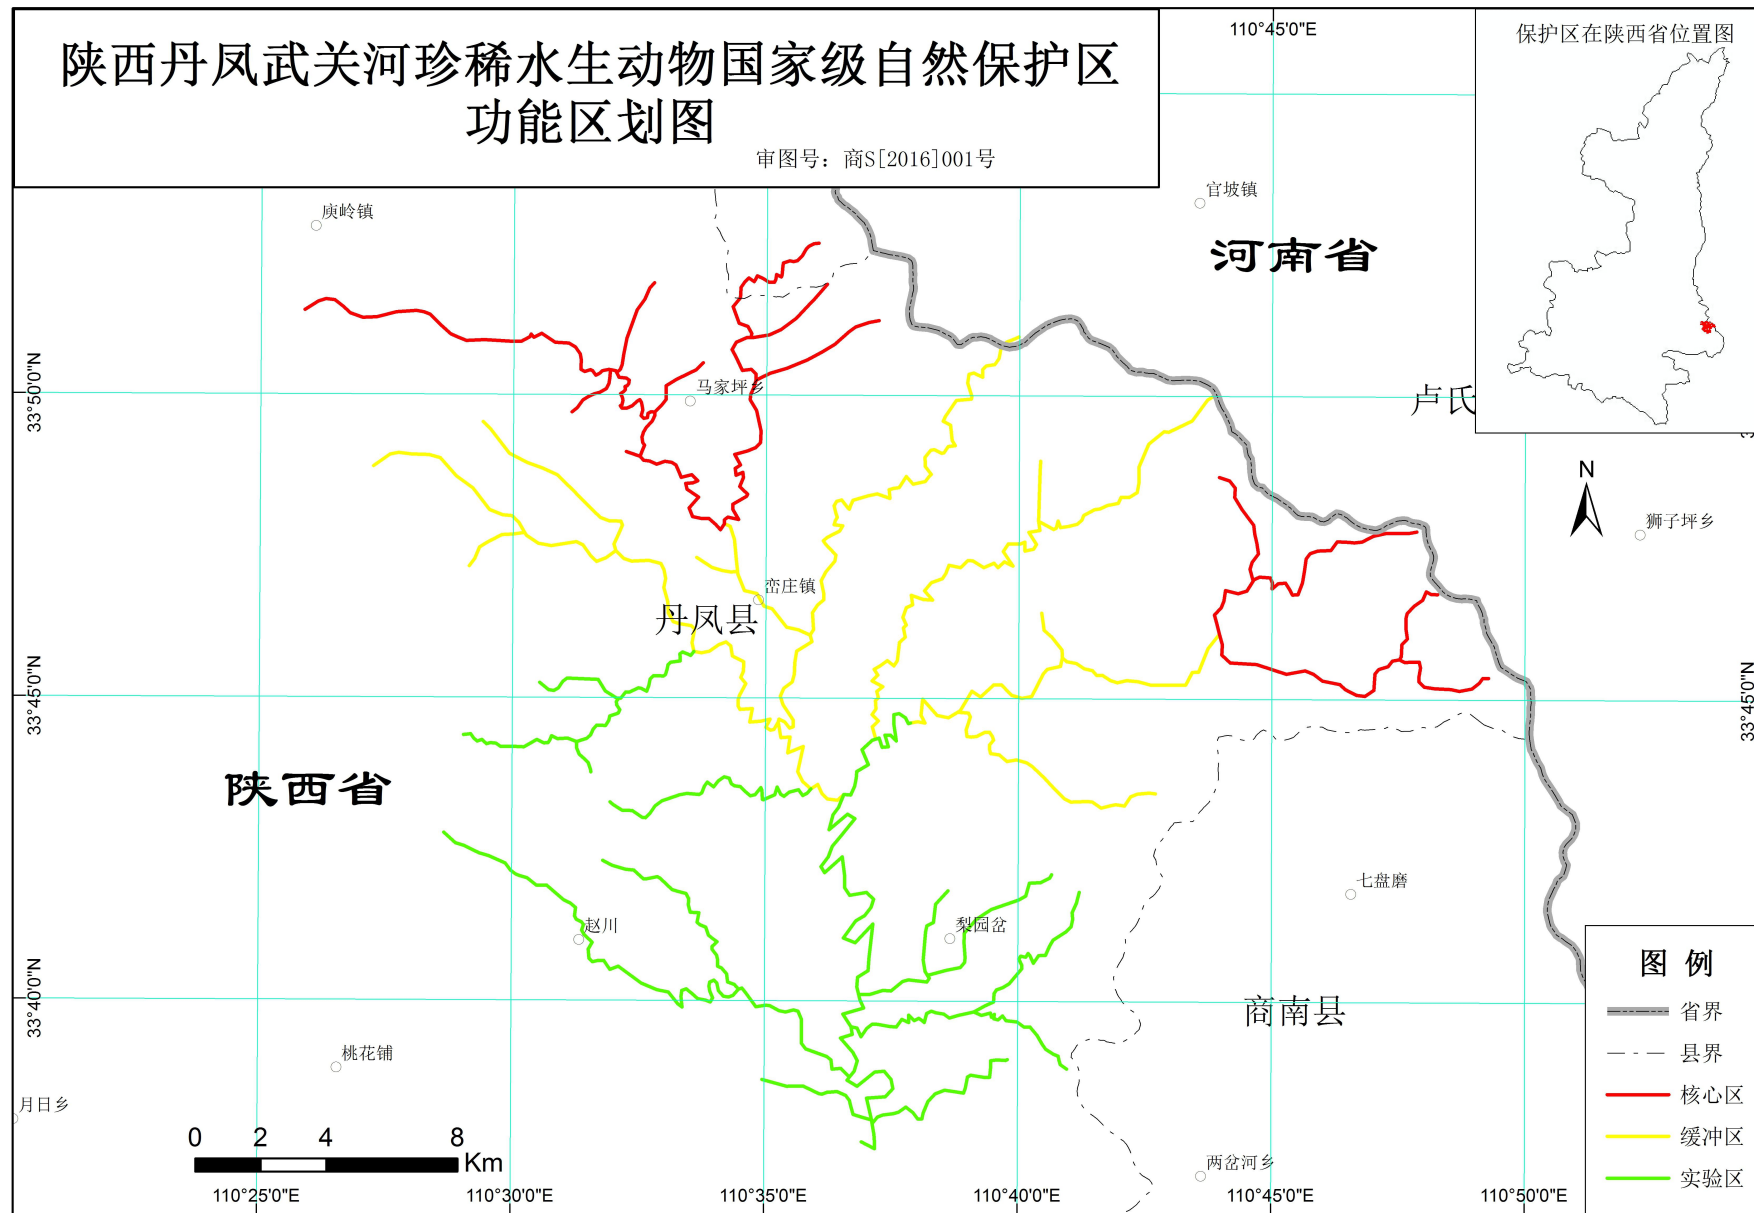 陕西丹凤武关河珍稀水生动物国家级自然保护区
功能区划图
审图号：商S[2016]001号
110°45'0"E
保护区在陕西省位置图
庾岭镇
官坡镇
河南省
马家坪乡
33°50'0"N
卢氏
N
狮子坪乡
峦庄镇
丹凤县
33°45'0"N
33°45'0"N
陕西省
七盘磨
赵川
梨园岔
33°40'0"N
商南县
桃花铺
月日乡
两岔河乡
0 2 4 8
Km
图 例
省界
县界
核心区
缓冲区
实验区
110°25'0"E 110°30'0"E 110°35'0"E 110°40'0"E 110°45'0"E 110°50'0"E